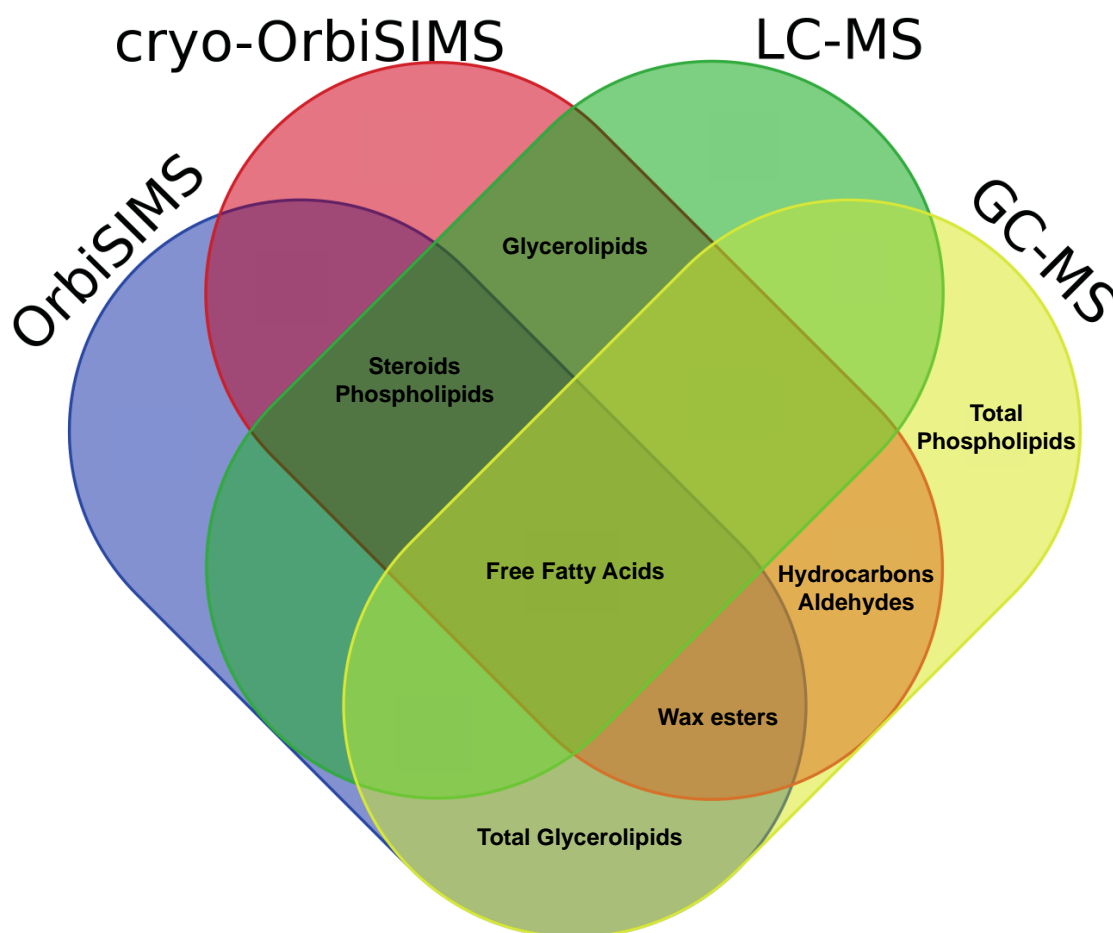 cryo-OrbiSIMS
LC-MS
OrbiSIMS
GC-MS
Glycerolipids
Steroids
Phospolipids
Total
Phospholipids
Free Fatty Acids
Hydrocarbons
Aldehydes
Wax esters
Total Glycerolipids